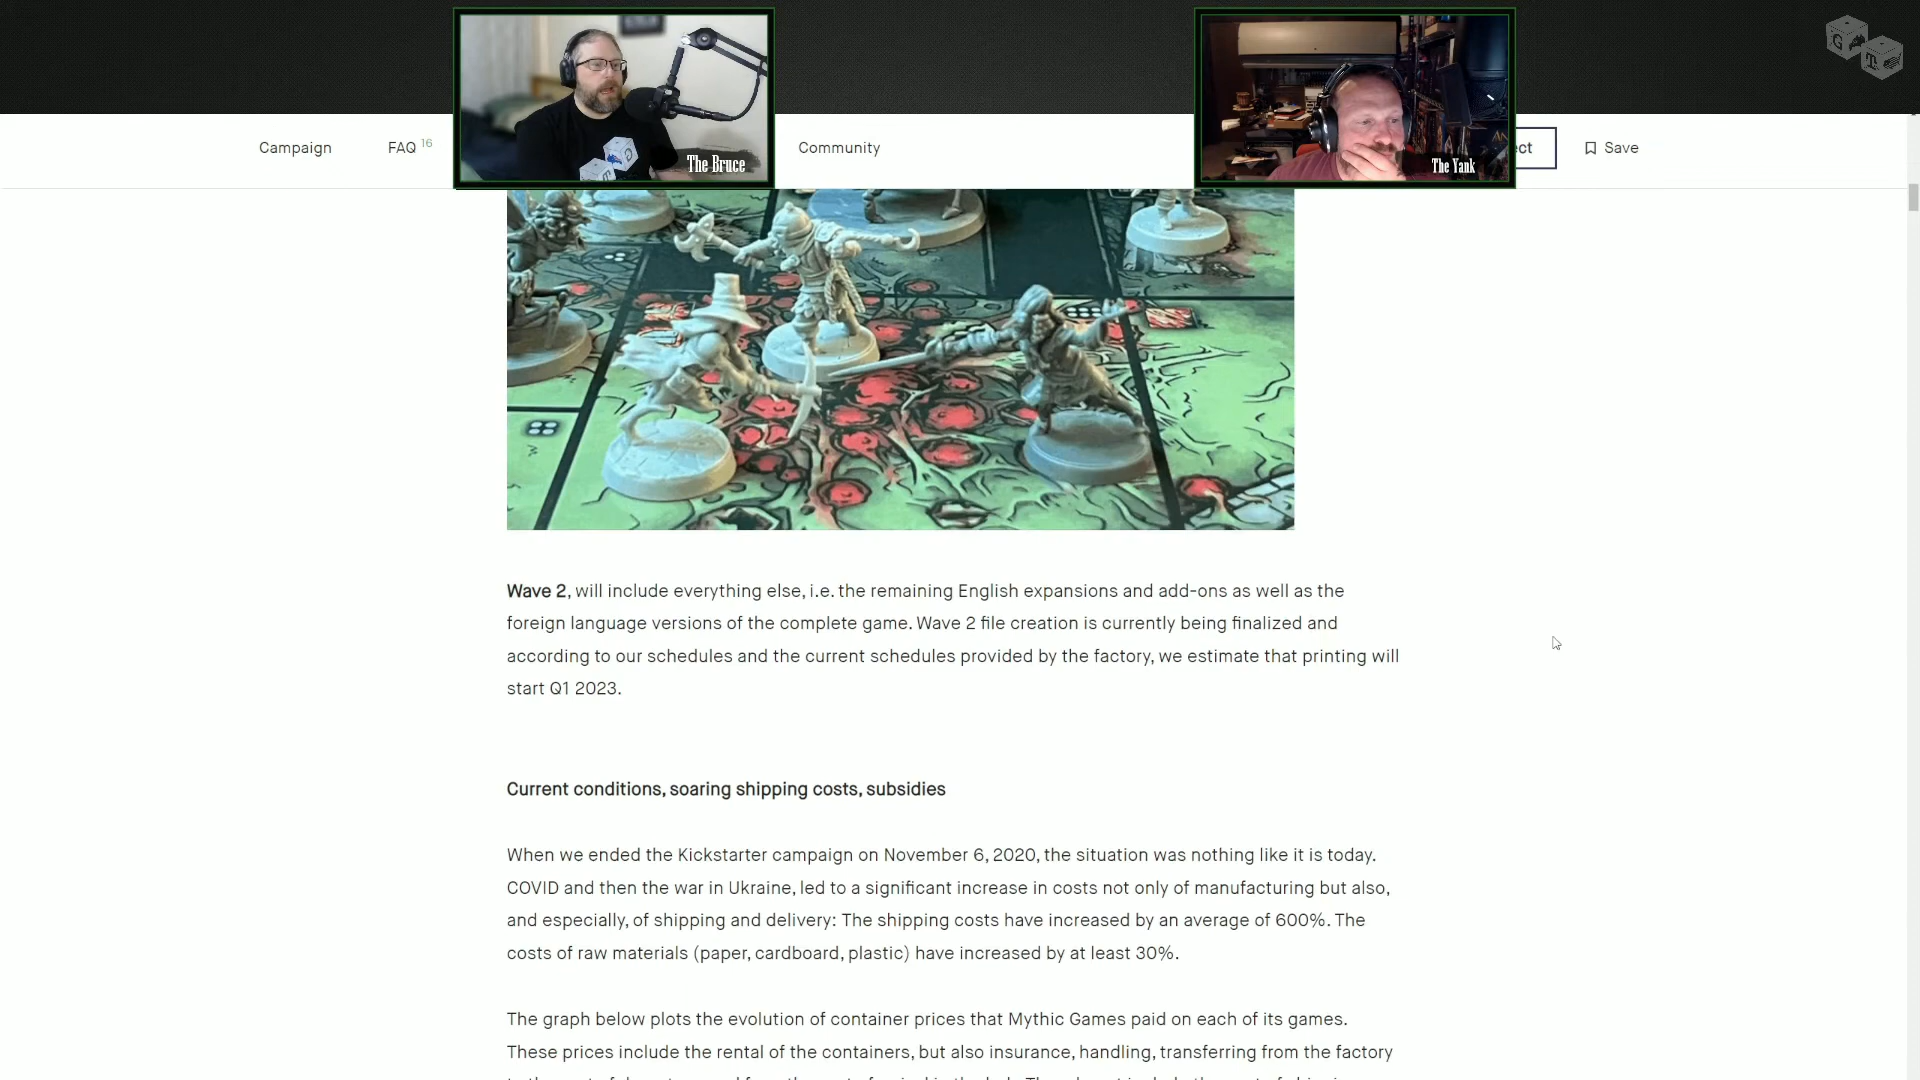 The Bruce
The Yank
G
T
Campaign
FAQ 16
Community
ect
Save
Wave 2, will include everything else, i.e. the remaining English expansions and add-ons as well as the
foreign language versions of the complete game. Wave 2 file creation is currently being finalized and
according to our schedules and the current schedules provided by the factory, we estimate that printing will
start Q1 2023.
Current conditions, soaring shipping costs, subsidies
When we ended the Kickstarter campaign on November 6, 2020, the situation was nothing like it is today.
COVID and then the war in Ukraine, led to a significant increase in costs not only of manufacturing but also,
and especially, of shipping and delivery: The shipping costs have increased by an average of 600%. The
costs of raw materials (paper, cardboard, plastic) have increased by at least 30%.
The graph below plots the evolution of container prices that Mythic Games paid on each of its games.
These prices include the rental of the containers, but also insurance, handling, transferring from the factory